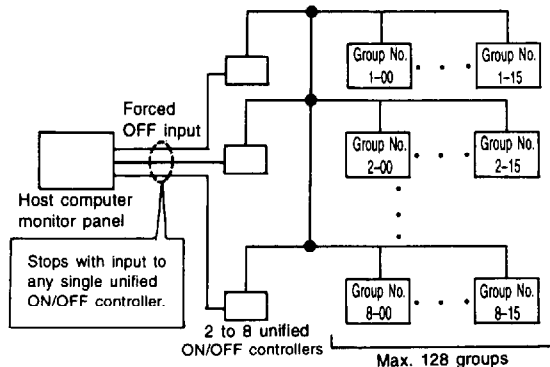 Group No.
1-00
Group No.
1-15
Forced
OFF input
Group No.
2-00
Group No.
2-15
Host computer
monitor panel
Stops with input to
any single unified
ON/OFF controller.
Group No.
8-00
Group No.
8-15
2 to 8 unified
ON/OFF controllers
Max. 128 groups